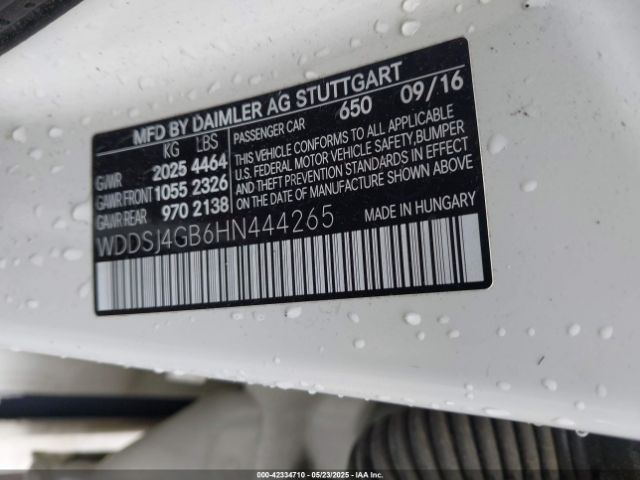 MFD BY DAIMLER AG STUTTGART
KG LBS
GVWR 2025 4464
GAWR FRONT 1055 2326
GAWR REAR 970 2138
PASSENGER CAR 650 09/16
THIS VEHICLE CONFORMS TO ALL APPLICABLE
U.S. FEDERAL MOTOR VEHICLE SAFETY,BUMPER
AND THEFT PREVENTION STANDARDS IN EFFECT
ON THE DATE OF MANUFACTURE SHOWN ABOVE
WDDSJ4GB6HN444265
MADE IN HUNGARY
000-42334710 - 05/23/2025 - IAA Inc.